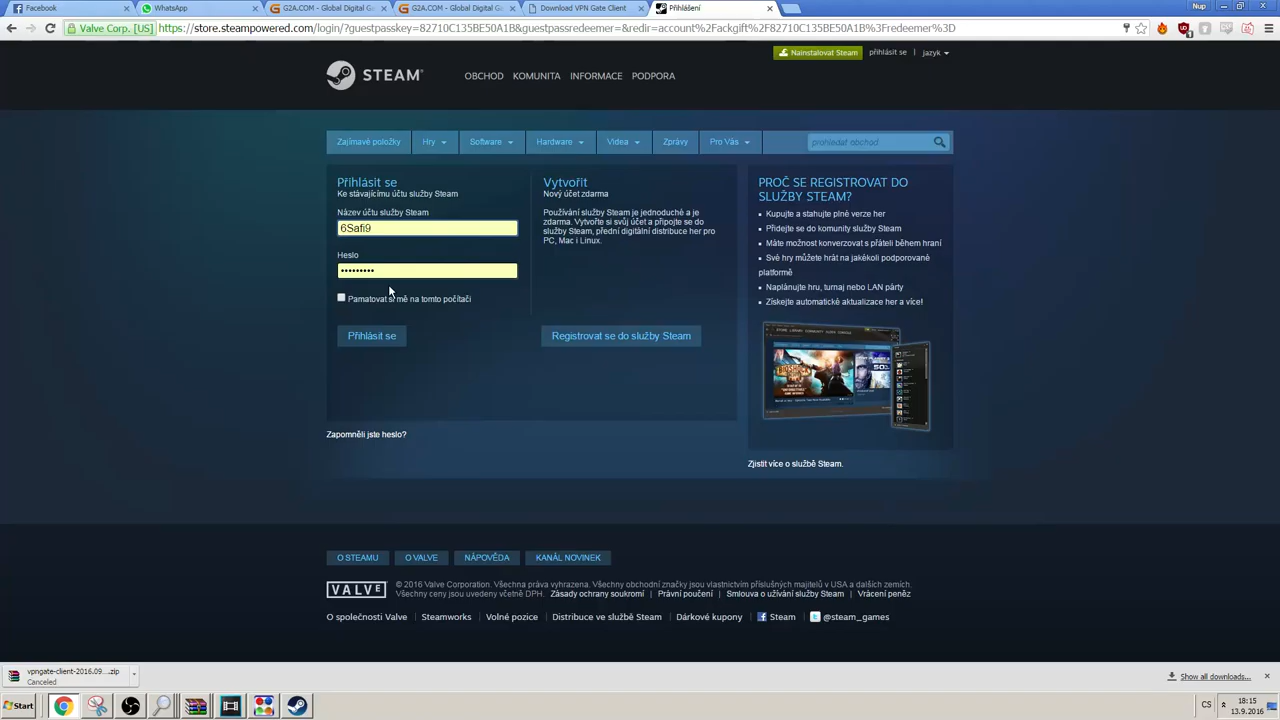 Facebook
WhatsApp
G2A.COM - Global Digital G
G2A.COM - Global Digital G
Download VPN Gate Client
Přihlášení
Nup
Valve Corp. [US]
https://store.steampowered.com/login/?guestpasskey=82710C135BE50A1B&guestpassredeemer=&redir=account%2Fackgift%2F82710C135BE50A1B%3Fredeemer%3D
Nainstalovat Steam
přihlásit se
|
jazyk
STEAM
OBCHOD
KOMUNITA
INFORMACE
PODPORA
Zajímavé položky
Hry
Software
Hardware
Videa
Zprávy
Pro Vás
prohledat obchod
Přihlásit se
Ke stávajícímu účtu služby Steam
Název účtu služby Steam
6Safi9
Heslo
•••••••••
Pamatovat si mě na tomto počítači
Přihlásit se
Vytvořit
Nový účet zdarma
Používání služby Steam je jednoduché a je
zdarma. Vytvořte si svůj účet a připojte se do
služby Steam, přední digitální distribuce her pro
PC, Mac i Linux.
Registrovat se do služby Steam
PROČ SE REGISTROVAT DO
SLUŽBY STEAM?
Kupujte a stahujte plné verze her
Přidejte se do komunity služby Steam
Máte možnost konverzovat s přáteli během hraní
Své hry můžete hrát na jakékoli podporované
platformě
Naplánujte hru, turnaj nebo LAN párty
Získejte automatické aktualizace her a více!
Zapomněli jste heslo?
Zjistit více o službě Steam.
O STEAMU
O VALVE
NÁPOVĚDA
KANÁL NOVINEK
VALVE
© 2016 Valve Corporation. Všechna práva vyhrazena. Všechny obchodní značky jsou vlastnictvím příslušných majitelů v USA a dalších zemích.
Všechny ceny jsou uvedeny včetně DPH. Zásady ochrany soukromí | Právní poučení | Smlouva o užívání služby Steam | Vrácení peněz
O společnosti Valve | Steamworks | Volné pozice | Distribuce ve službě Steam | Dárkové kupony | Steam | @steam_games
vpngate-client-2016.09....zip
Canceled
Show all downloads...
Start
CS
18:15
13.9.2016